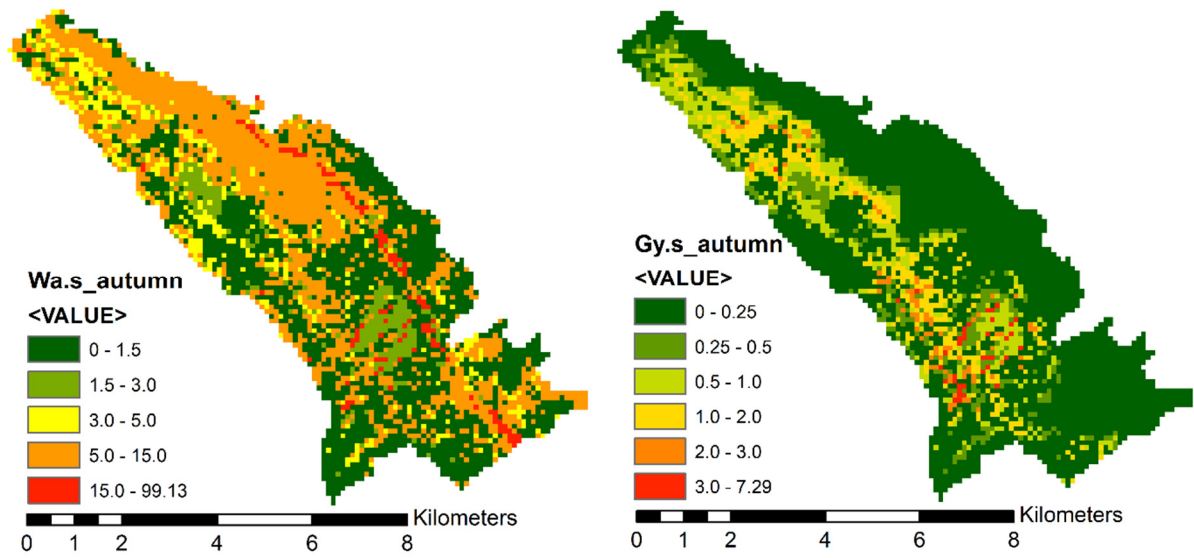 Wa.s_autumn
<VALUE>
0 - 1.5
1.5 - 3.0
3.0 - 5.0
5.0 - 15.0
15.0 - 99.13
Kilometers
0 1 2 4 6 8
Gy.s_autumn
<VALUE>
0 - 0.25
0.25 - 0.5
0.5 - 1.0
1.0 - 2.0
2.0 - 3.0
3.0 - 7.29
Kilometers
0 1 2 4 6 8